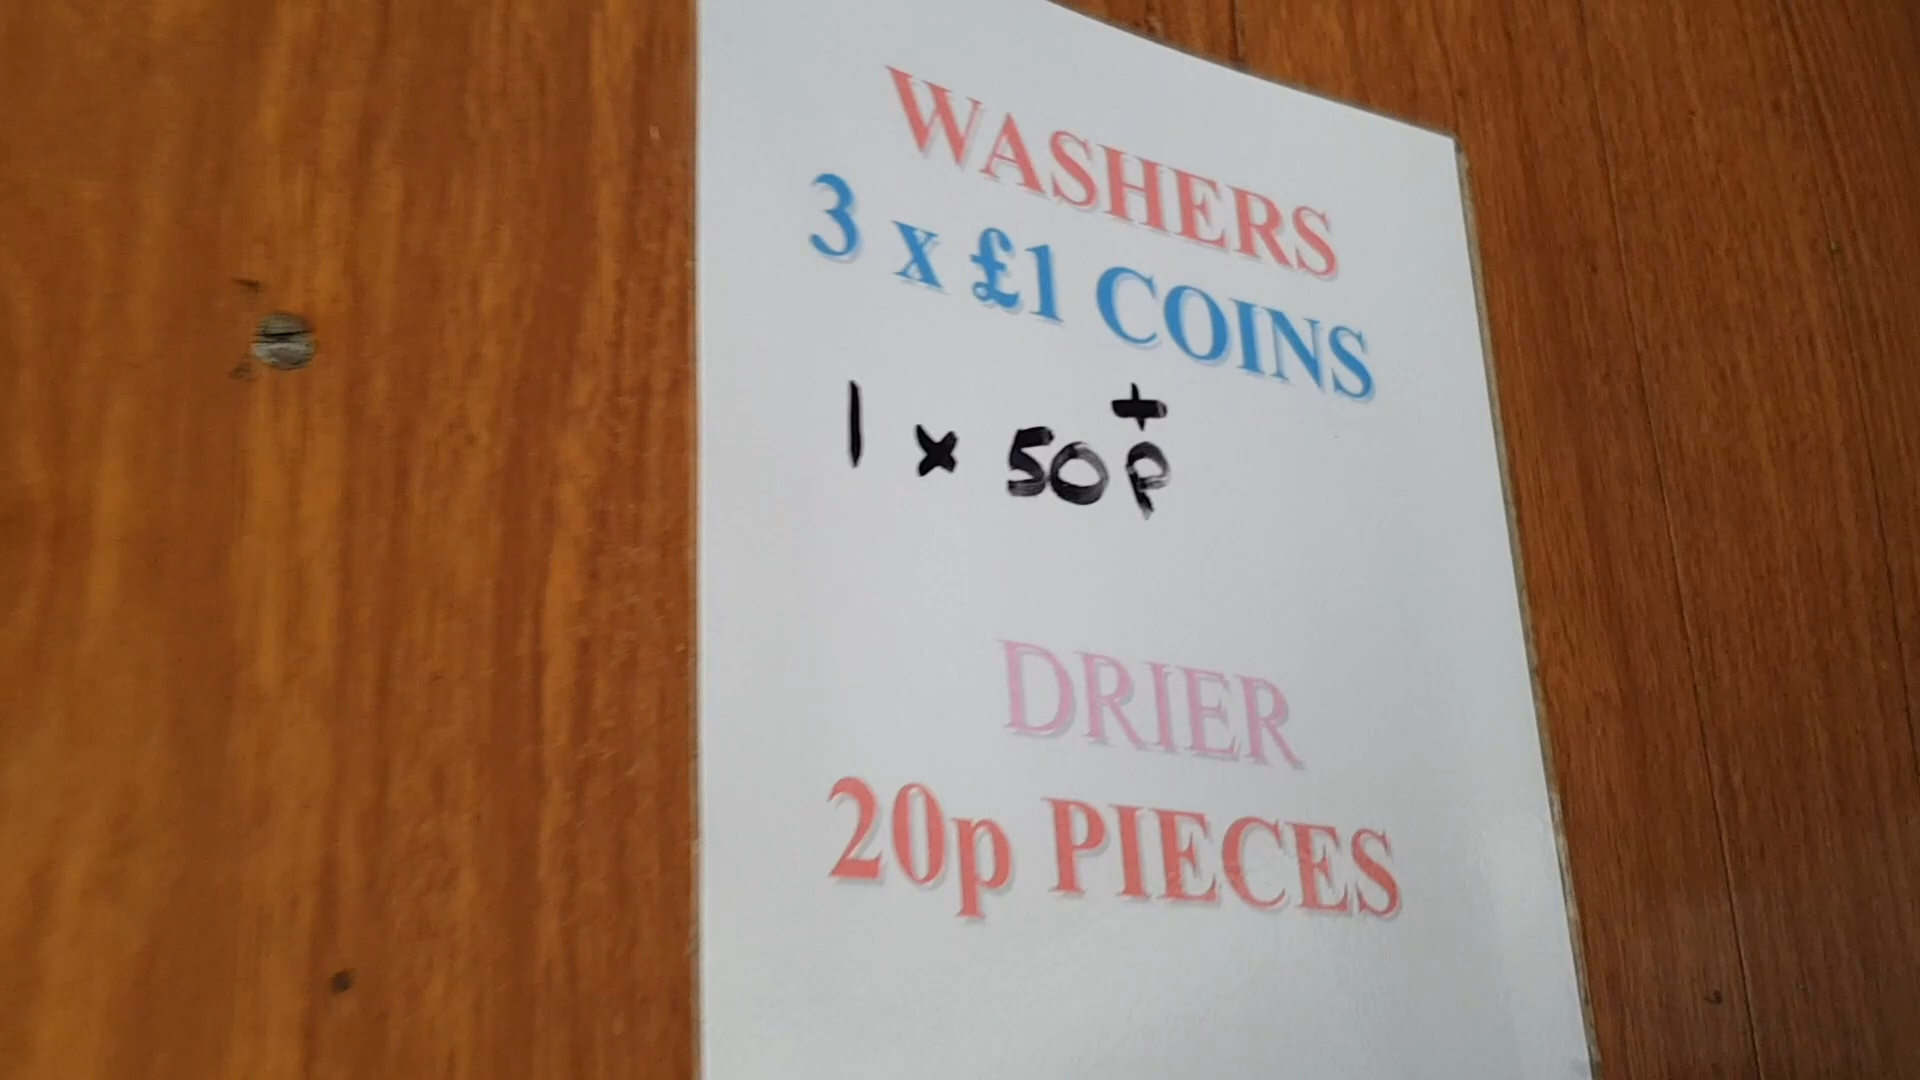 WASHERS
3 x £1 COINS
+
1 x 50p
DRIER
20p PIECES